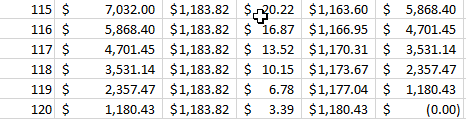 115 $ 7,032.00 $1,183.82 $ 20.22 $1,163.60 $ 5,868.40
116 $ 5,868.40 $1,183.82 $ 16.87 $1,166.95 $ 4,701.45
117 $ 4,701.45 $1,183.82 $ 13.52 $1,170.31 $ 3,531.14
118 $ 3,531.14 $1,183.82 $ 10.15 $1,173.67 $ 2,357.47
119 $ 2,357.47 $1,183.82 $ 6.78 $1,177.04 $ 1,180.43
120 $ 1,180.43 $1,183.82 $ 3.39 $1,180.43 $ (0.00)